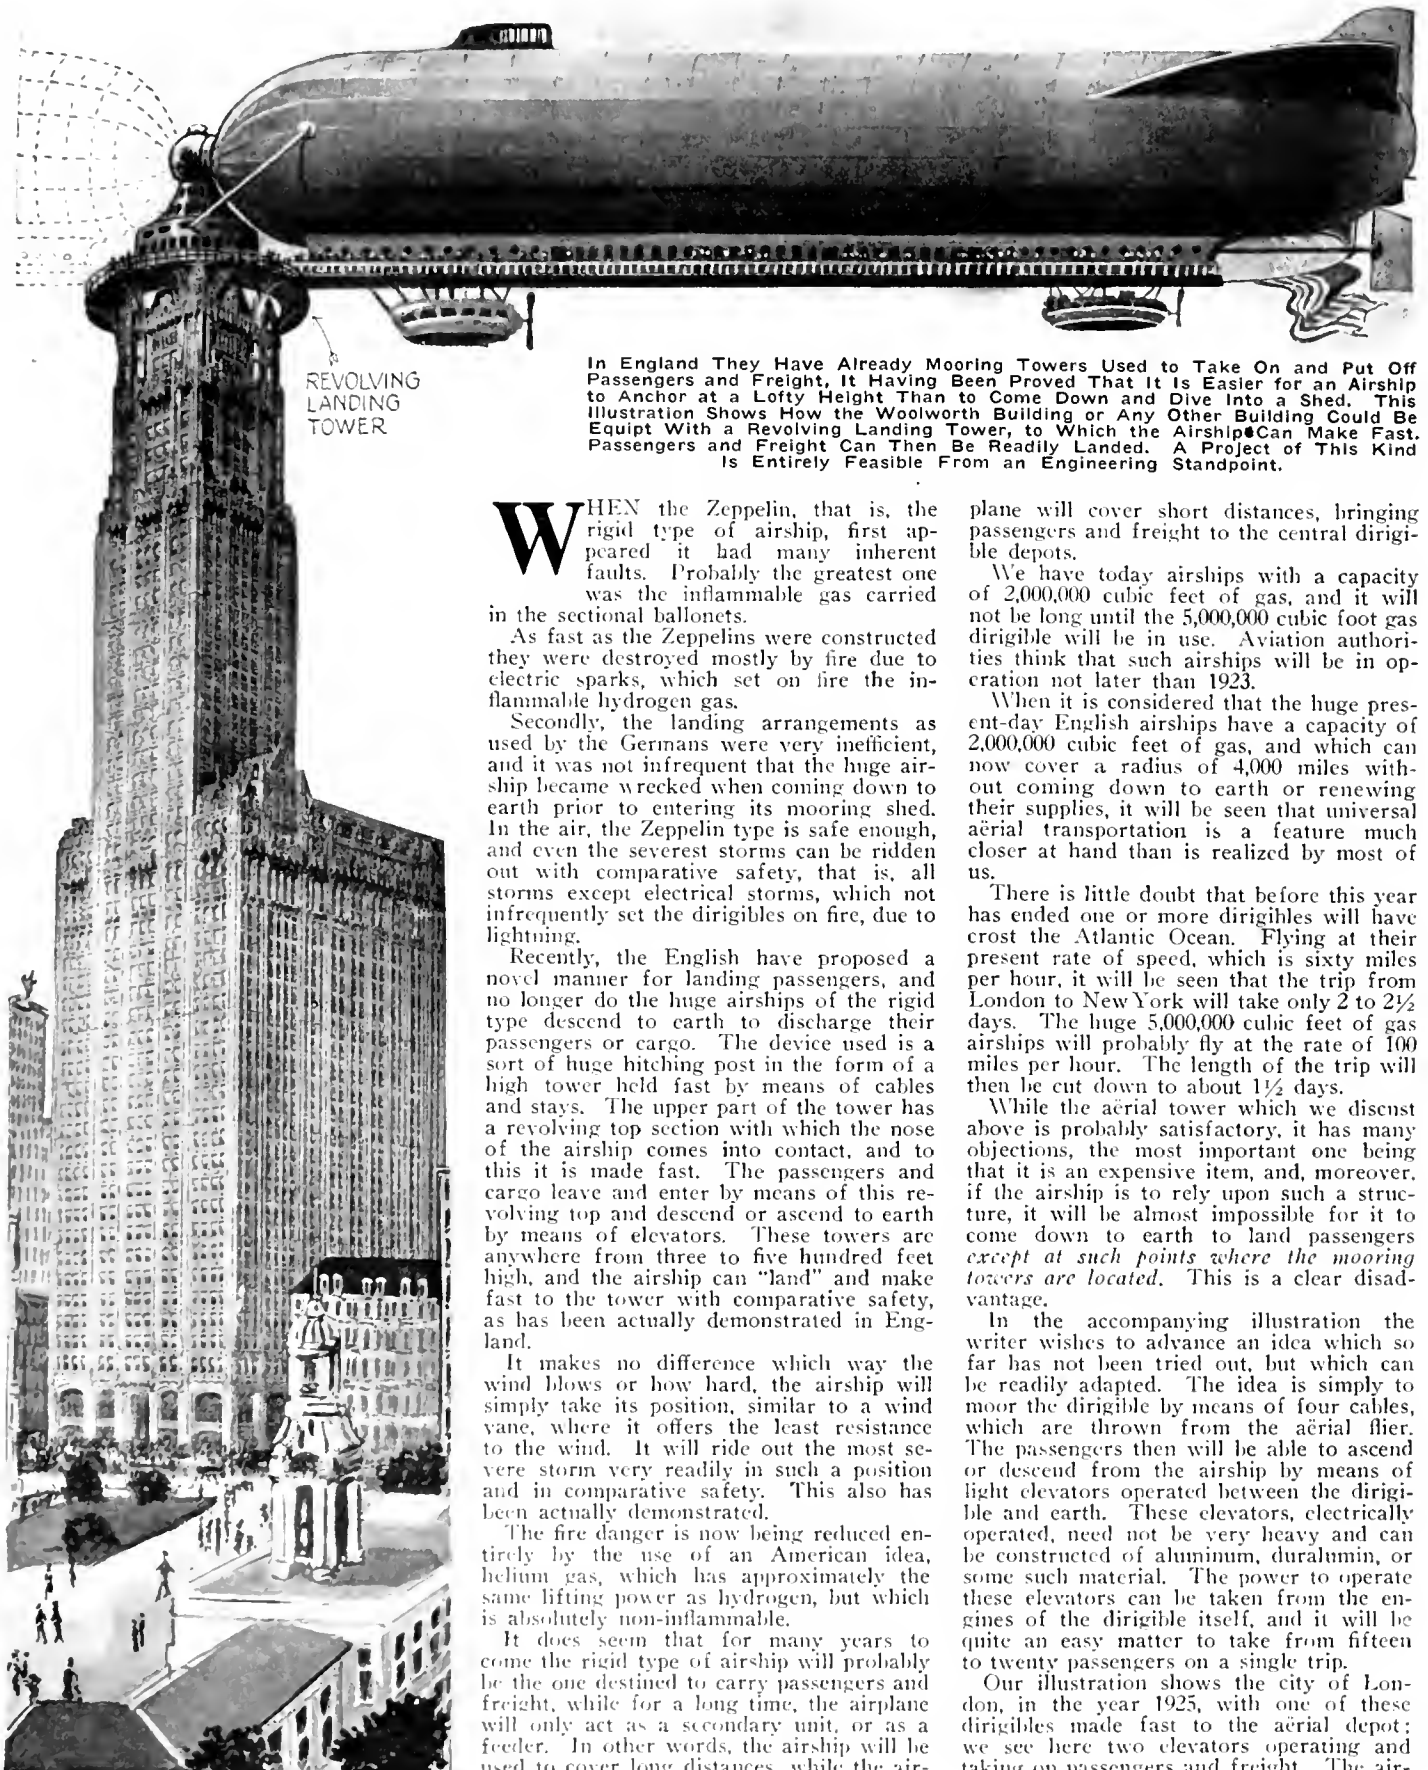 REVOLVING
LANDING
TOWER
In England They Have Already Mooring Towers Used to Take On and Put Off
Passengers and Freight, It Having Been Proved That It Is Easier for an Airship
to Anchor at a Lofty Height Than to Come Down and Dive Into a Shed. This
Illustration Shows How the Woolworth Building or Any Other Building Could Be
Equipt With a Revolving Landing Tower, to Which the Airship Can Make Fast.
Passengers and Freight Can Then Be Readily Landed. A Project of This Kind
Is Entirely Feasible From an Engineering Standpoint.
WHEN the Zeppelin, that is, the
rigid type of airship, first ap-
peared it had many inherent
faults. Probably the greatest one
was the inflammable gas carried
in the sectional ballonets.
As fast as the Zeppelins were constructed
they were destroyed mostly by fire due to
electric sparks, which set on fire the in-
flammable hydrogen gas.
Secondly, the landing arrangements as
used by the Germans were very inefficient,
and it was not infrequent that the huge air-
ship became wrecked when coming down to
earth prior to entering its mooring shed.
In the air, the Zeppelin type is safe enough,
and even the severest storms can be ridden
out with comparative safety, that is, all
storms except electrical storms, which not
infrequently set the dirigibles on fire, due to
lightning.
Recently, the English have proposed a
novel manner for landing passengers, and
no longer do the huge airships of the rigid
type descend to earth to discharge their
passengers or cargo. The device used is a
sort of huge hitching post in the form of a
high tower held fast by means of cables
and stays. The upper part of the tower has
a revolving top section with which the nose
of the airship comes into contact, and to
this it is made fast. The passengers and
cargo leave and enter by means of this re-
volving top and descend or ascend to earth
by means of elevators. These towers are
anywhere from three to five hundred feet
high, and the airship can "land" and make
fast to the tower with comparative safety,
as has been actually demonstrated in Eng-
land.
It makes no difference which way the
wind blows or how hard, the airship will
simply take its position, similar to a wind
vane, where it offers the least resistance
to the wind. It will ride out the most se-
vere storm very readily in such a position
and in comparative safety. This also has
been actually demonstrated.
The fire danger is now being reduced en-
tirely by the use of an American idea,
helium gas, which has approximately the
same lifting power as hydrogen, but which
is absolutely non-inflammable.
It does seem that for many years to
come the rigid type of airship will probably
be the one destined to carry passengers and
freight, while for a long time, the airplane
will only act as a secondary unit, or as a
feeder. In other words, the airship will be
used to cover long distances, while the air-
plane will cover short distances, bringing
passengers and freight to the central dirigi-
ble depots.
We have today airships with a capacity
of 2,000,000 cubic feet of gas, and it will
not be long until the 5,000,000 cubic foot gas
dirigible will be in use. Aviation authori-
ties think that such airships will be in op-
eration not later than 1923.
When it is considered that the huge pres-
ent-day English airships have a capacity of
2,000,000 cubic feet of gas, and which can
now cover a radius of 4,000 miles with-
out coming down to earth or renewing
their supplies, it will be seen that universal
aërial transportation is a feature much
closer at hand than is realized by most of
us.
There is little doubt that before this year
has ended one or more dirigibles will have
crost the Atlantic Ocean. Flying at their
present rate of speed, which is sixty miles
per hour, it will be seen that the trip from
London to New York will take only 2 to 2½
days. The huge 5,000,000 cubic feet of gas
airships will probably fly at the rate of 100
miles per hour. The length of the trip will
then be cut down to about 1½ days.
While the aërial tower which we discust
above is probably satisfactory, it has many
objections, the most important one being
that it is an expensive item, and, moreover,
if the airship is to rely upon such a struc-
ture, it will be almost impossible for it to
come down to earth to land passengers
except at such points where the mooring
towers are located. This is a clear disad-
vantage.
In the accompanying illustration the
writer wishes to advance an idea which so
far has not been tried out, but which can
be readily adapted. The idea is simply to
moor the dirigible by means of four cables,
which are thrown from the aërial flier.
The passengers then will be able to ascend
or descend from the airship by means of
light elevators operated between the dirigi-
ble and earth. These elevators, electrically
operated, need not be very heavy and can
be constructed of aluminum, duralumin, or
some such material. The power to operate
these elevators can be taken from the en-
gines of the dirigible itself, and it will be
quite an easy matter to take from fifteen
to twenty passengers on a single trip.
Our illustration shows the city of Lon-
don, in the year 1925, with one of these
dirigibles made fast to the aërial depot;
we see here two elevators operating and
taking on passengers and freight. The air-